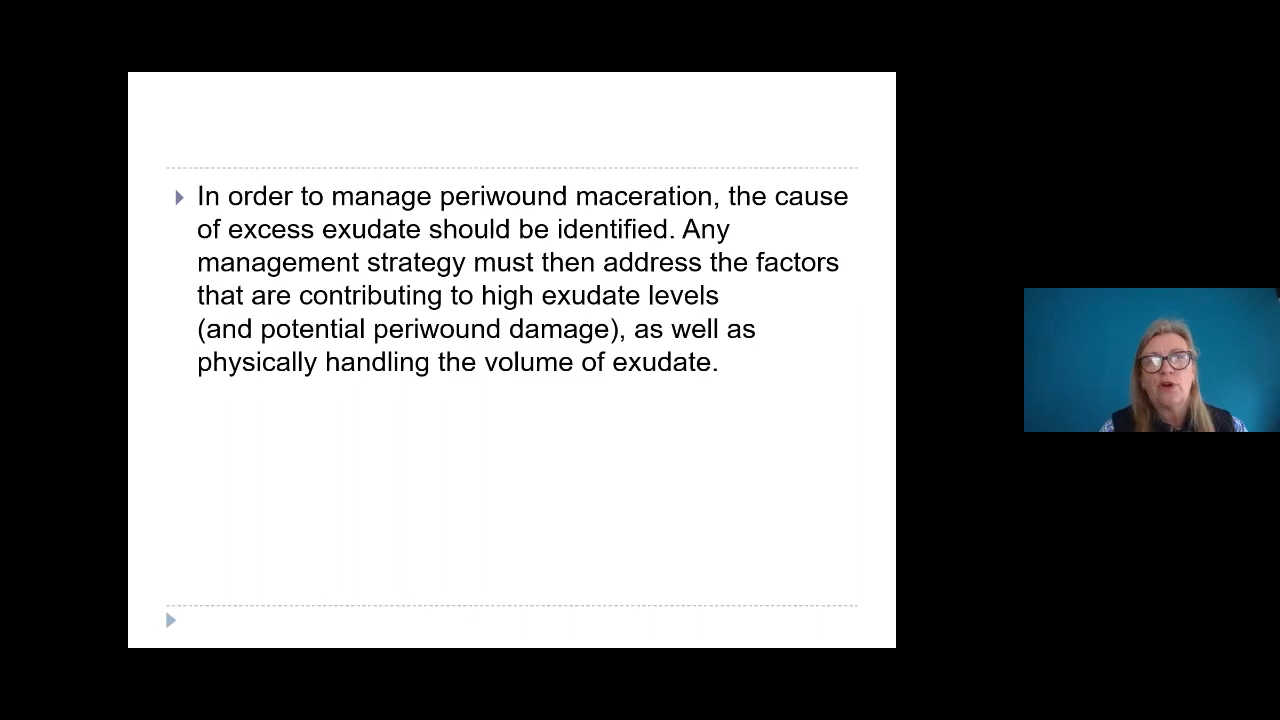 In order to manage periwound maceration, the cause
of excess exudate should be identified. Any
management strategy must then address the factors
that are contributing to high exudate levels
(and potential periwound damage), as well as
physically handling the volume of exudate.